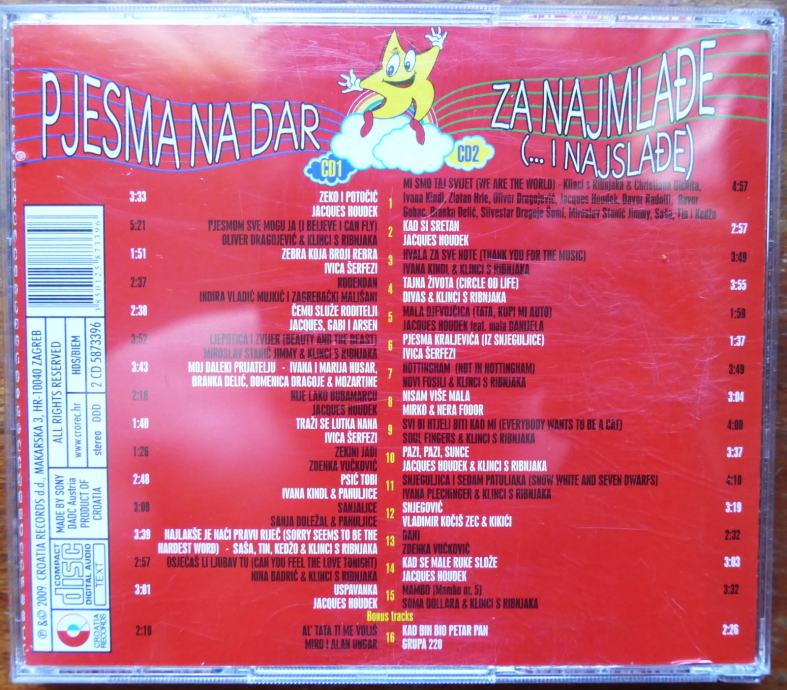 PJESMA NA DAR
ZA NAJMLAĐE
(... I NAJSLAĐE)
CD1
CD2
3:33 ZEKO I POTOČIĆ
JACQUES HOUDEK
5:21 PJESMOM SVE MOGU JA (I BELIEVE I CAN FLY)
OLIVER DRAGOJEVIĆ & KLINCI S RIBNJAKA
1:51 ZEBRA KOJA BROJI REBRA
IVICA ŠERFEZI
2:37 ROĐENDAN
INDIRA VLADIĆ MUJKIĆ I ZAGREBAČKI MALIŠANI
2:38 ČEMU SLUŽE RODITELJI
JACQUES, GABI I ARSEN
3:52 LJEPOTICA I ZVIJER (BEAUTY AND THE BEAST)
MIROSLAV STANIĆ JIMMY & KLINCI S RIBNJAKA
3:43 MOJ DALEKI PRIJATELJU - IVANA I MARIJA HUSAR,
BRANKA DELIĆ, DOMENICA DRAGOJE & MOZARTINE
2:18 NIJE LAKO BUBAMARCU
JACQUES HOUDEK
1:40 TRAŽI SE LUTKA NANA
IVICA ŠERFEZI
1:26 ZEKINI JADI
ZDENKA VUČKOVIĆ
2:48 PSIĆ TOBI
IVANA KINDL & PAHULJICE
3:08 SANJALICE
SANJA DOLEŽAL & PAHULJICE
3:39 NAJLAKŠE JE NAĆI PRAVU RIJEČ (SORRY SEEMS TO BE THE
HARDEST WORD) - SAŠA, TIN, KEDŽO & KLINCI S RIBNJAKA
2:57 OSJEĆAŠ LI LJUBAV TU (CAN YOU FEEL THE LOVE TONIGHT)
NINA BADRIĆ & KLINCI S RIBNJAKA
3:01 USPAVANKA
JACQUES HOUDEK
Bonus tracks
2:10 AL' TATA TI ME VOLIŠ
MIRO I ALAN UNGAR
1 MI SMO TAJ SVIJET (WE ARE THE WORLD) - Klinci s Ribnjaka & Christiana Dichita, 4:57
Ivana Kindl, Zlatan Hrle, Oliver Dragojević, Jacques Houdek, Davor Radolfi, Davor
Gobac, Branka Delić, Silvestar Dragoje Šoni, Miroslav Stanić Jimmy, Saša, Tin i Kedžo
2 KAD SI SRETAN 2:57
JACQUES HOUDEK
3 HVALA ZA SVE NOTE (THANK YOU FOR THE MUSIC) 3:49
IVANA KINDL & KLINCI S RIBNJAKA
4 TAJNA ŽIVOTA (CIRCLE OF LIFE) 3:55
DIVAS & KLINCI S RIBNJAKA
5 MALA DJEVOJČICA (TATA, KUPI MI AUTO) 1:59
JACQUES HOUDEK feat. mala DANIJELA
6 PJESMA KRALJEVIĆA (IZ SNJEGULJICE) 1:37
IVICA ŠERFEZI
7 NOTTINGHAM (NOT IN NOTTINGHAM) 3:49
NOVI FOSILI & KLINCI S RIBNJAKA
8 NISAM VIŠE MALA 3:04
MIRKO & NERA FODOR
9 SVI BI HTJELI BITI KAO MI (EVERYBODY WANTS TO BE A CAT) 4:00
SOUL FINGERS & KLINCI S RIBNJAKA
10 PAZI, PAZI, SUNCE 3:37
JACQUES HOUDEK & KLINCI S RIBNJAKA
11 SNJEGULJICA I SEDAM PATULJAKA (SNOW WHITE AND SEVEN DWARFS) 4:10
IVANA PLECHINGER & KLINCI S RIBNJAKA
12 SNJEGOVIĆ 3:19
VLADIMIR KOČIŠ ZEC & KIKIĆI
13 DANI 2:32
ZDENKA VUČKOVIĆ
14 KAD SE MALE RUKE SLOŽE 3:03
JACQUES HOUDEK
15 MAMBO (Mambo nr. 5) 3:32
SOMA DOLLARA & KLINCI S RIBNJAKA
16 KAD BIH BIO PETAR PAN 2:26
GRUPA 220
3 850125 873396
℗ & © 2009. CROATIA RECORDS d.d., MAKARSKA 3, HR-10040 ZAGREB
ALL RIGHTS RESERVED
HDS/BIEM
www.crorec.hr
2 CD 5873396
stereo DDD
MADE BY SONY
DADC Austria
PRODUCT OF
CROATIA
COMPACT
disc
DIGITAL AUDIO
TEXT
CROATIA
RECORDS